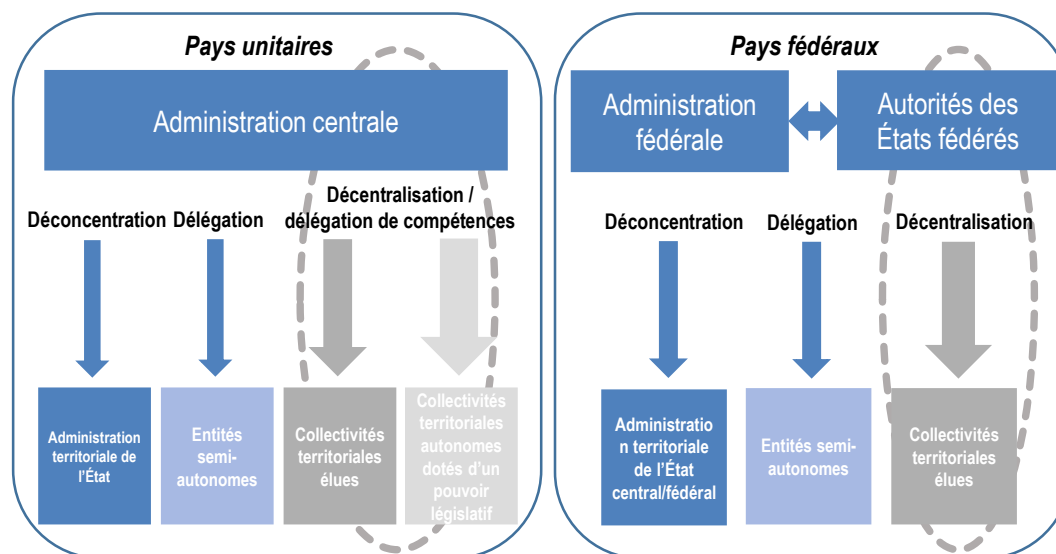 Pays unitaires
Administration centrale
Déconcentration
Délégation
Décentralisation /
délégation de compétences
Administration
territoriale de
l'État
Entités
semi-
autonomes
Collectivités
territoriales
élues
Collectivités
territoriales
autonomes
dotés d'un
pouvoir
législatif
Pays fédéraux
Administration
fédérale
Autorités des
États fédérés
Déconcentration
Délégation
Décentralisation
Administratio
n territoriale
de l'État
central/fédéral
Entités semi-
autonomes
Collectivités
territoriales
élues